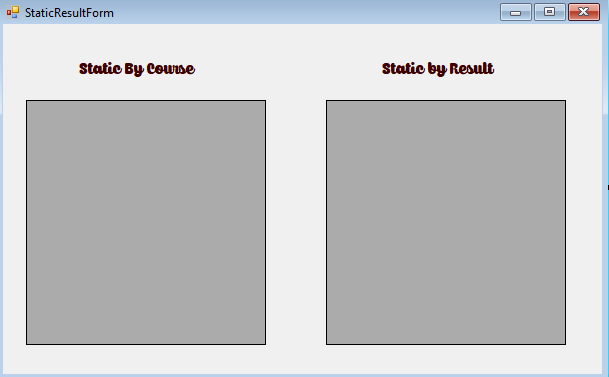 StaticResultForm
Static By Course
Static by Result